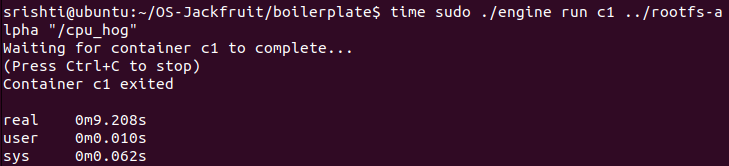 srishti@ubuntu:~/OS-Jackfruit/boilerplate$ time sudo ./engine run c1 ../rootfs-a
lpha "/cpu_hog"
Waiting for container c1 to complete...
(Press Ctrl+C to stop)
Container c1 exited
real    0m9.208s
user    0m0.010s
sys     0m0.062s